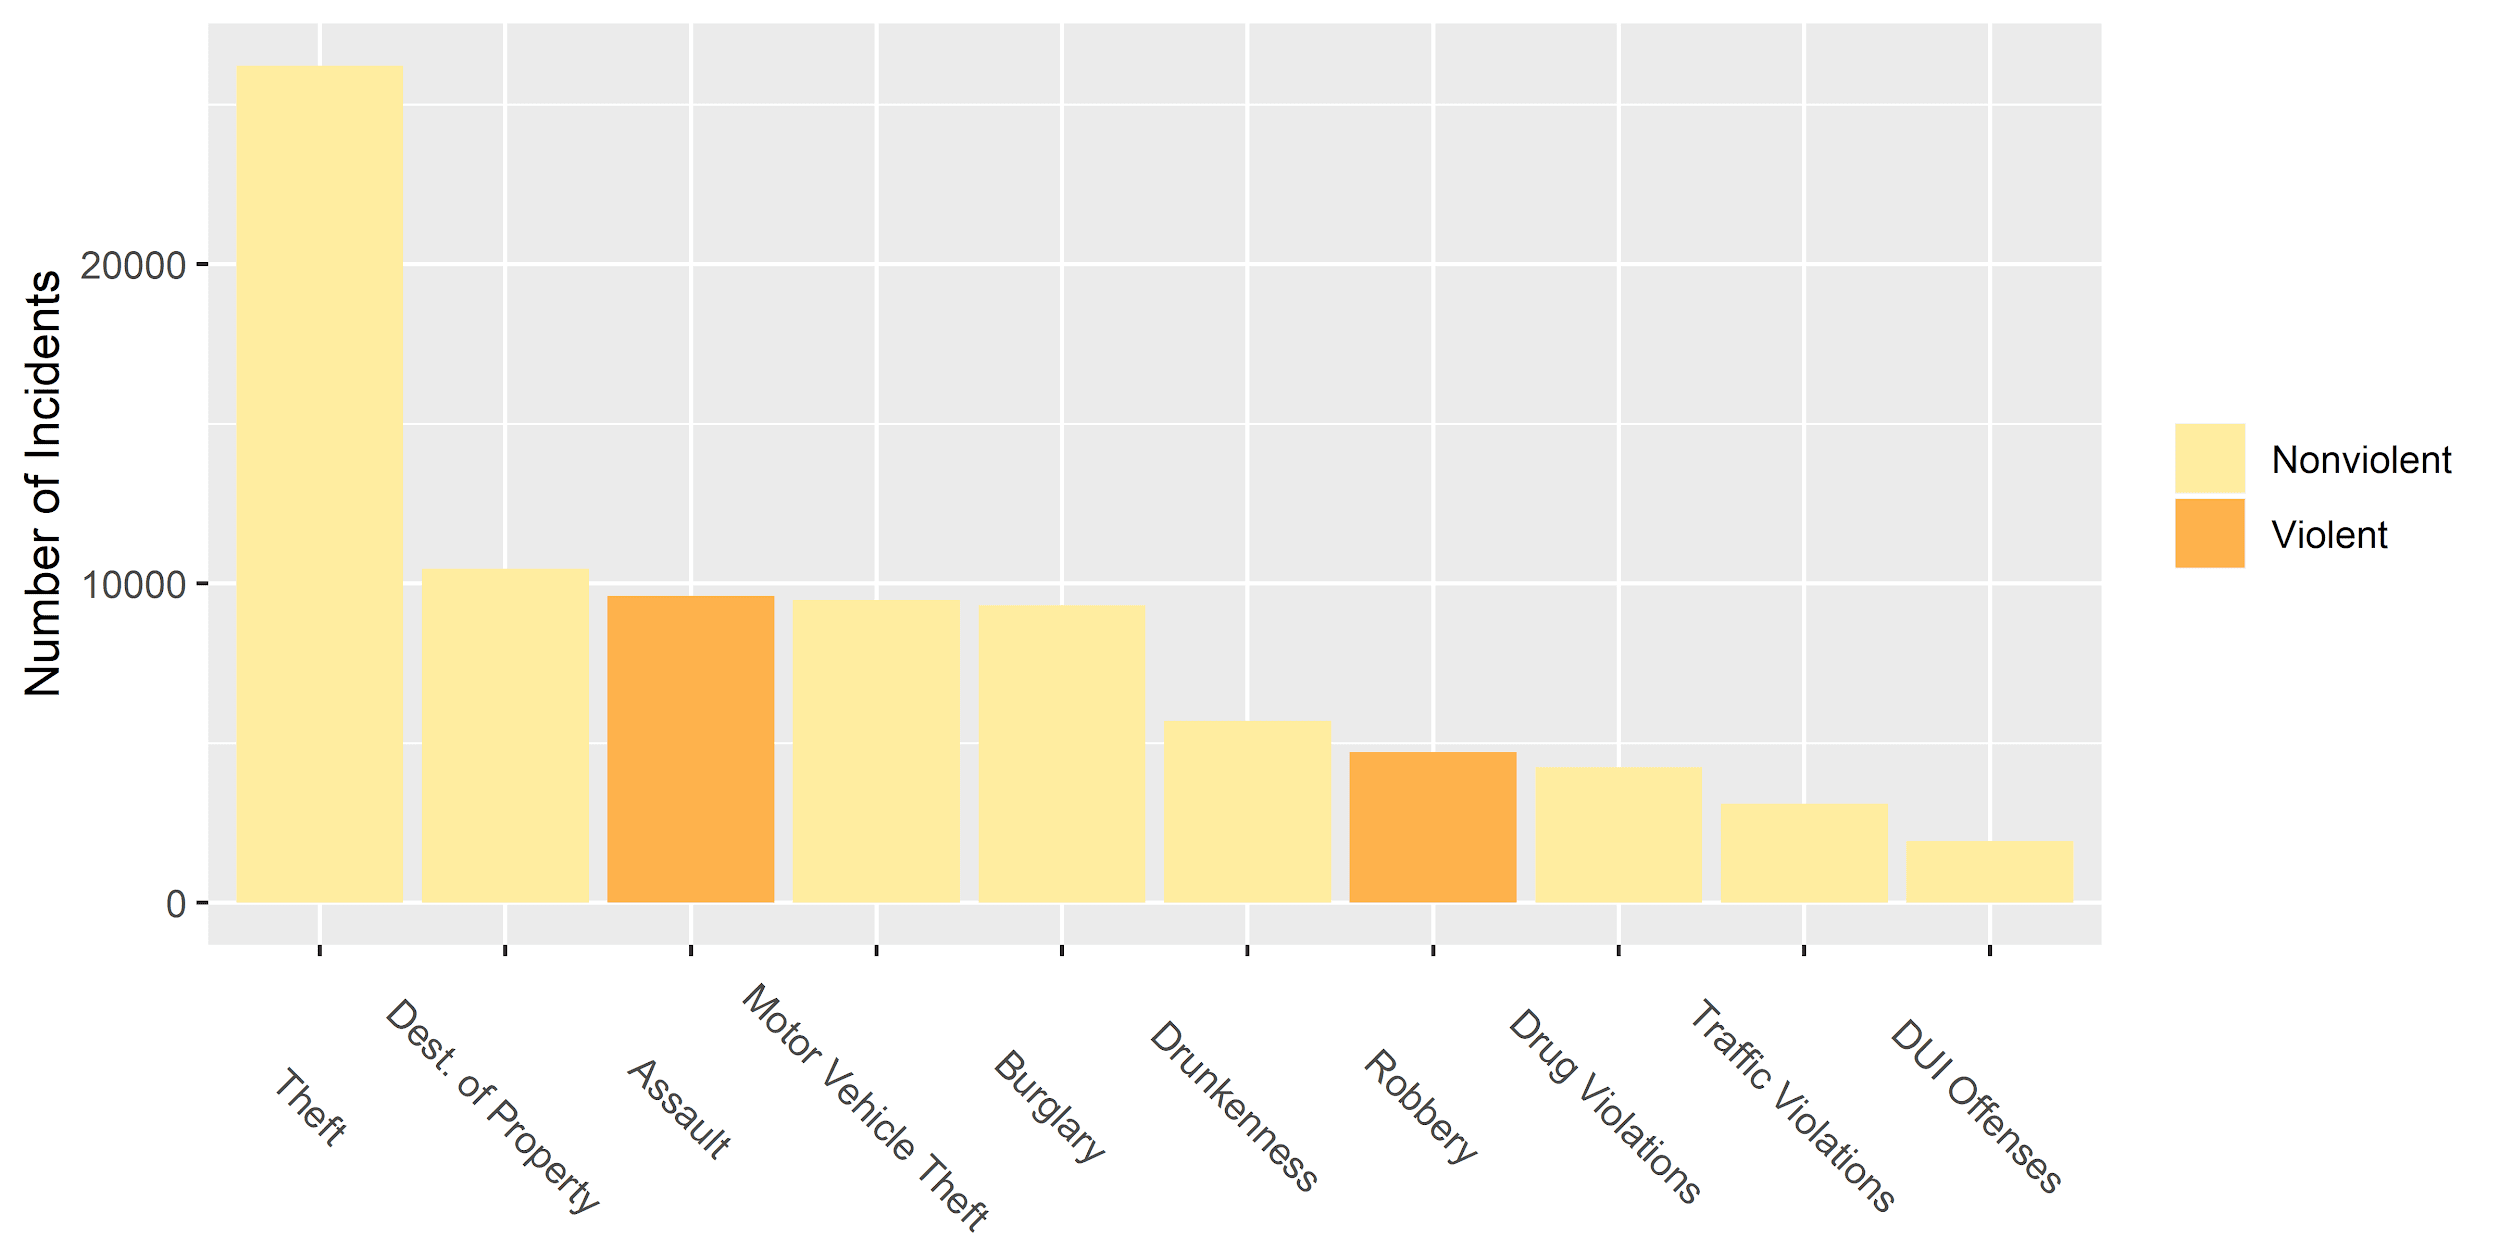 Number of Incidents
20000
10000
0
Theft
Dest. of Property
Assault
Motor Vehicle Theft
Burglary
Drunkenness
Robbery
Drug Violations
Traffic Violations
DUI Offenses
Nonviolent
Violent